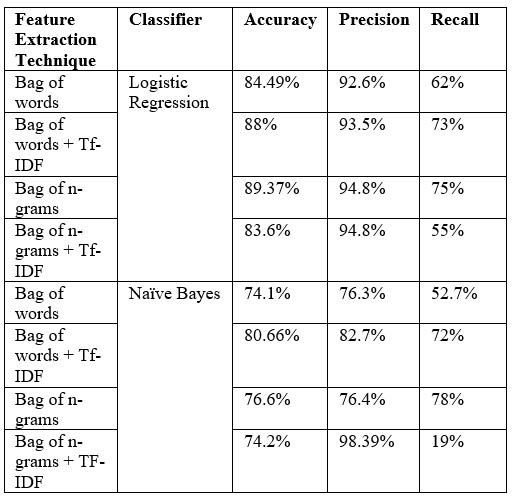 Feature Classifier Accuracy Precision Recall
Extraction
Technique
Bag of Logistic 84.49% 92.6% 62%
words Regression
Bag of 88% 93.5% 73%
words + Tf-
IDF
Bag of n- 89.37% 94.8% 75%
grams
Bag of n- 83.6% 94.8% 55%
grams + Tf-
IDF
Bag of Naïve Bayes 74.1% 76.3% 52.7%
words
Bag of 80.66% 82.7% 72%
words + Tf-
IDF
Bag of n- 76.6% 76.4% 78%
grams
Bag of n- 74.2% 98.39% 19%
grams + TF-
IDF